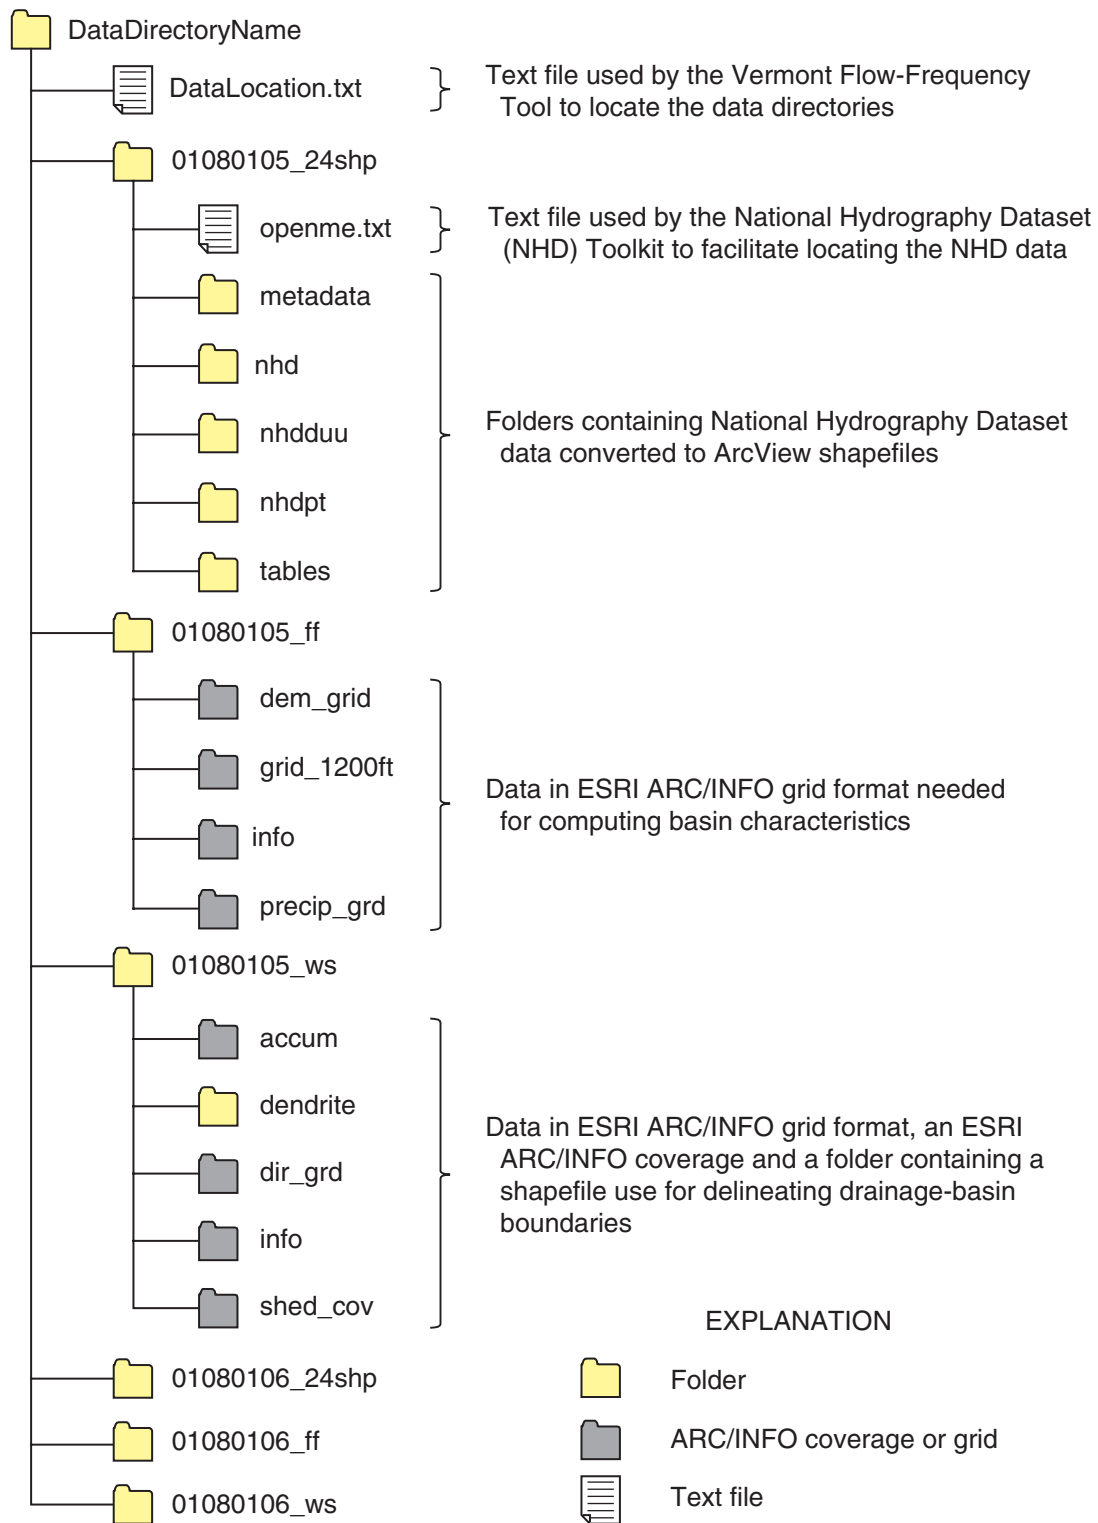 DataDirectoryName
DataLocation.txt
Text file used by the Vermont Flow-Frequency
Tool to locate the data directories
01080105_24shp
openme.txt
Text file used by the National Hydrography Dataset
(NHD) Toolkit to facilitate locating the NHD data
metadata
nhd
nhdduu
nhdpt
tables
Folders containing National Hydrography Dataset
data converted to ArcView shapefiles
01080105_ff
dem_grid
grid_1200ft
info
precip_grd
Data in ESRI ARC/INFO grid format needed
for computing basin characteristics
01080105_ws
accum
dendrite
dir_grd
info
shed_cov
Data in ESRI ARC/INFO grid format, an ESRI
ARC/INFO coverage and a folder containing a
shapefile use for delineating drainage-basin
boundaries
01080106_24shp
01080106_ff
01080106_ws
EXPLANATION
Folder
ARC/INFO coverage or grid
Text file